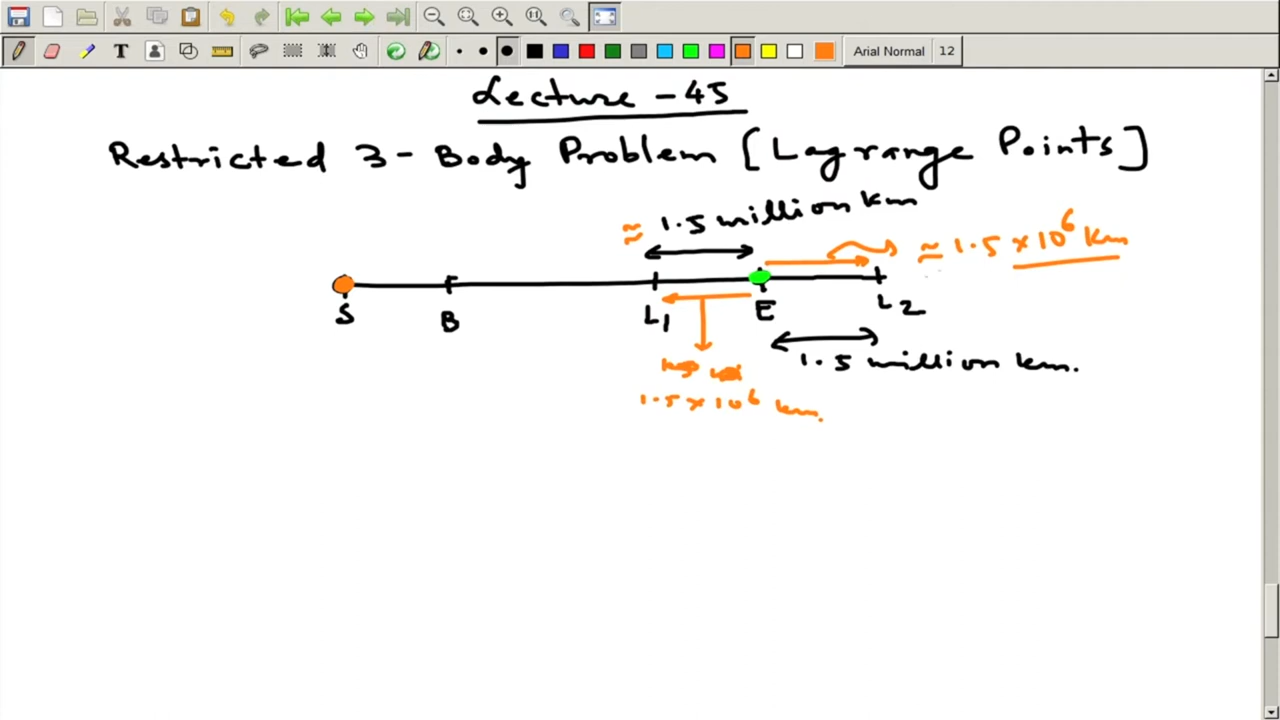 T Arial Normal 12
Lecture - 45
Restricted 3 - Body Problem [Lagrange Points]
≈ 1.5 million km
≈ 1.5 × 10⁶ km
S B L₁ E L₂
1.5 million km.
1.5 × 10⁶ km.